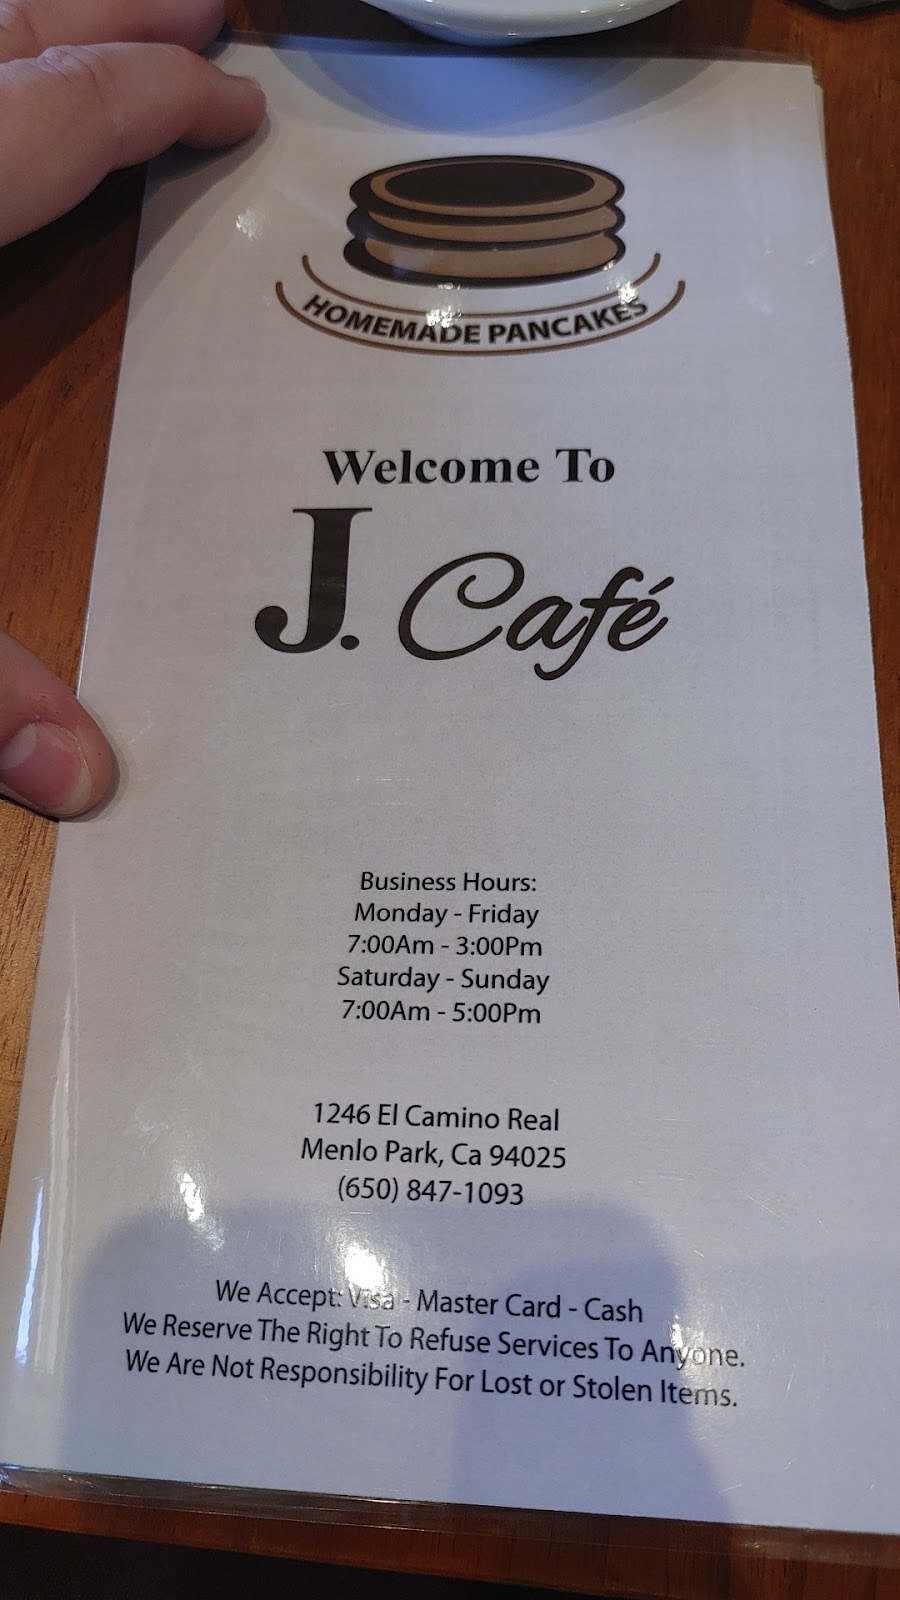 HOMEMADE PANCAKES
Welcome To
J. Café
Business Hours:
Monday - Friday
7:00Am - 3:00Pm
Saturday - Sunday
7:00Am - 5:00Pm
1246 El Camino Real
Menlo Park, Ca 94025
(650) 847-1093
We Accept: Visa - Master Card - Cash
We Reserve The Right To Refuse Services To Anyone.
We Are Not Responsibility For Lost or Stolen Items.